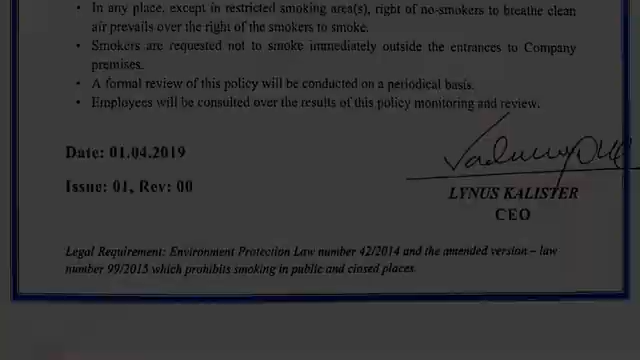 • In any place, except in restricted smoking area(s), right of no-smokers to breathe clean
air prevails over the right of the smokers to smoke.
• Smokers are requested not to smoke immediately outside the entrances to Company
premises.
• A formal review of this policy will be conducted on a periodical basis.
• Employees will be consulted over the results of this policy monitoring and review.
Date: 01.04.2019
Issue: 01, Rev: 00
LYNUS KALISTER
CEO
Legal Requirement: Environment Protection Law number 42/2014 and the amended version – law
number 99/2015 which prohibits smoking in public and closed places.